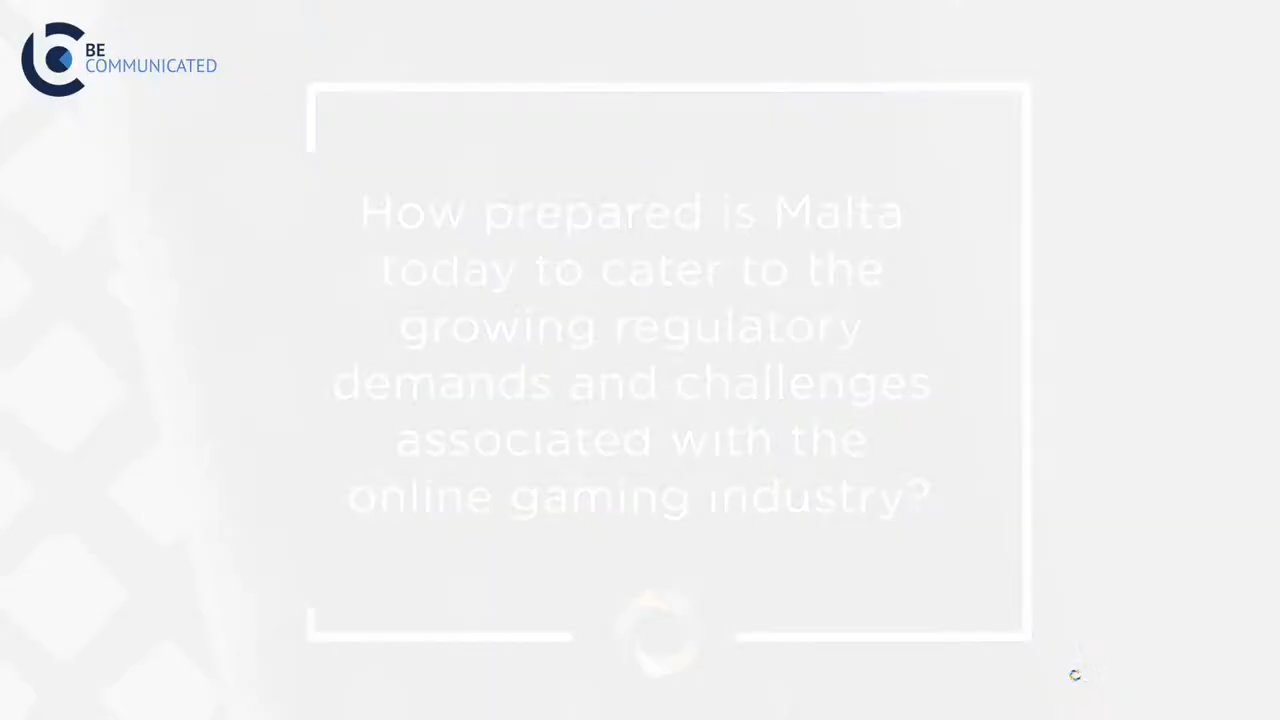 BE
COMMUNICATED
How prepared is Malta
today to cater to the
growing regulatory
demands and challenges
associated with the
online gaming industry?